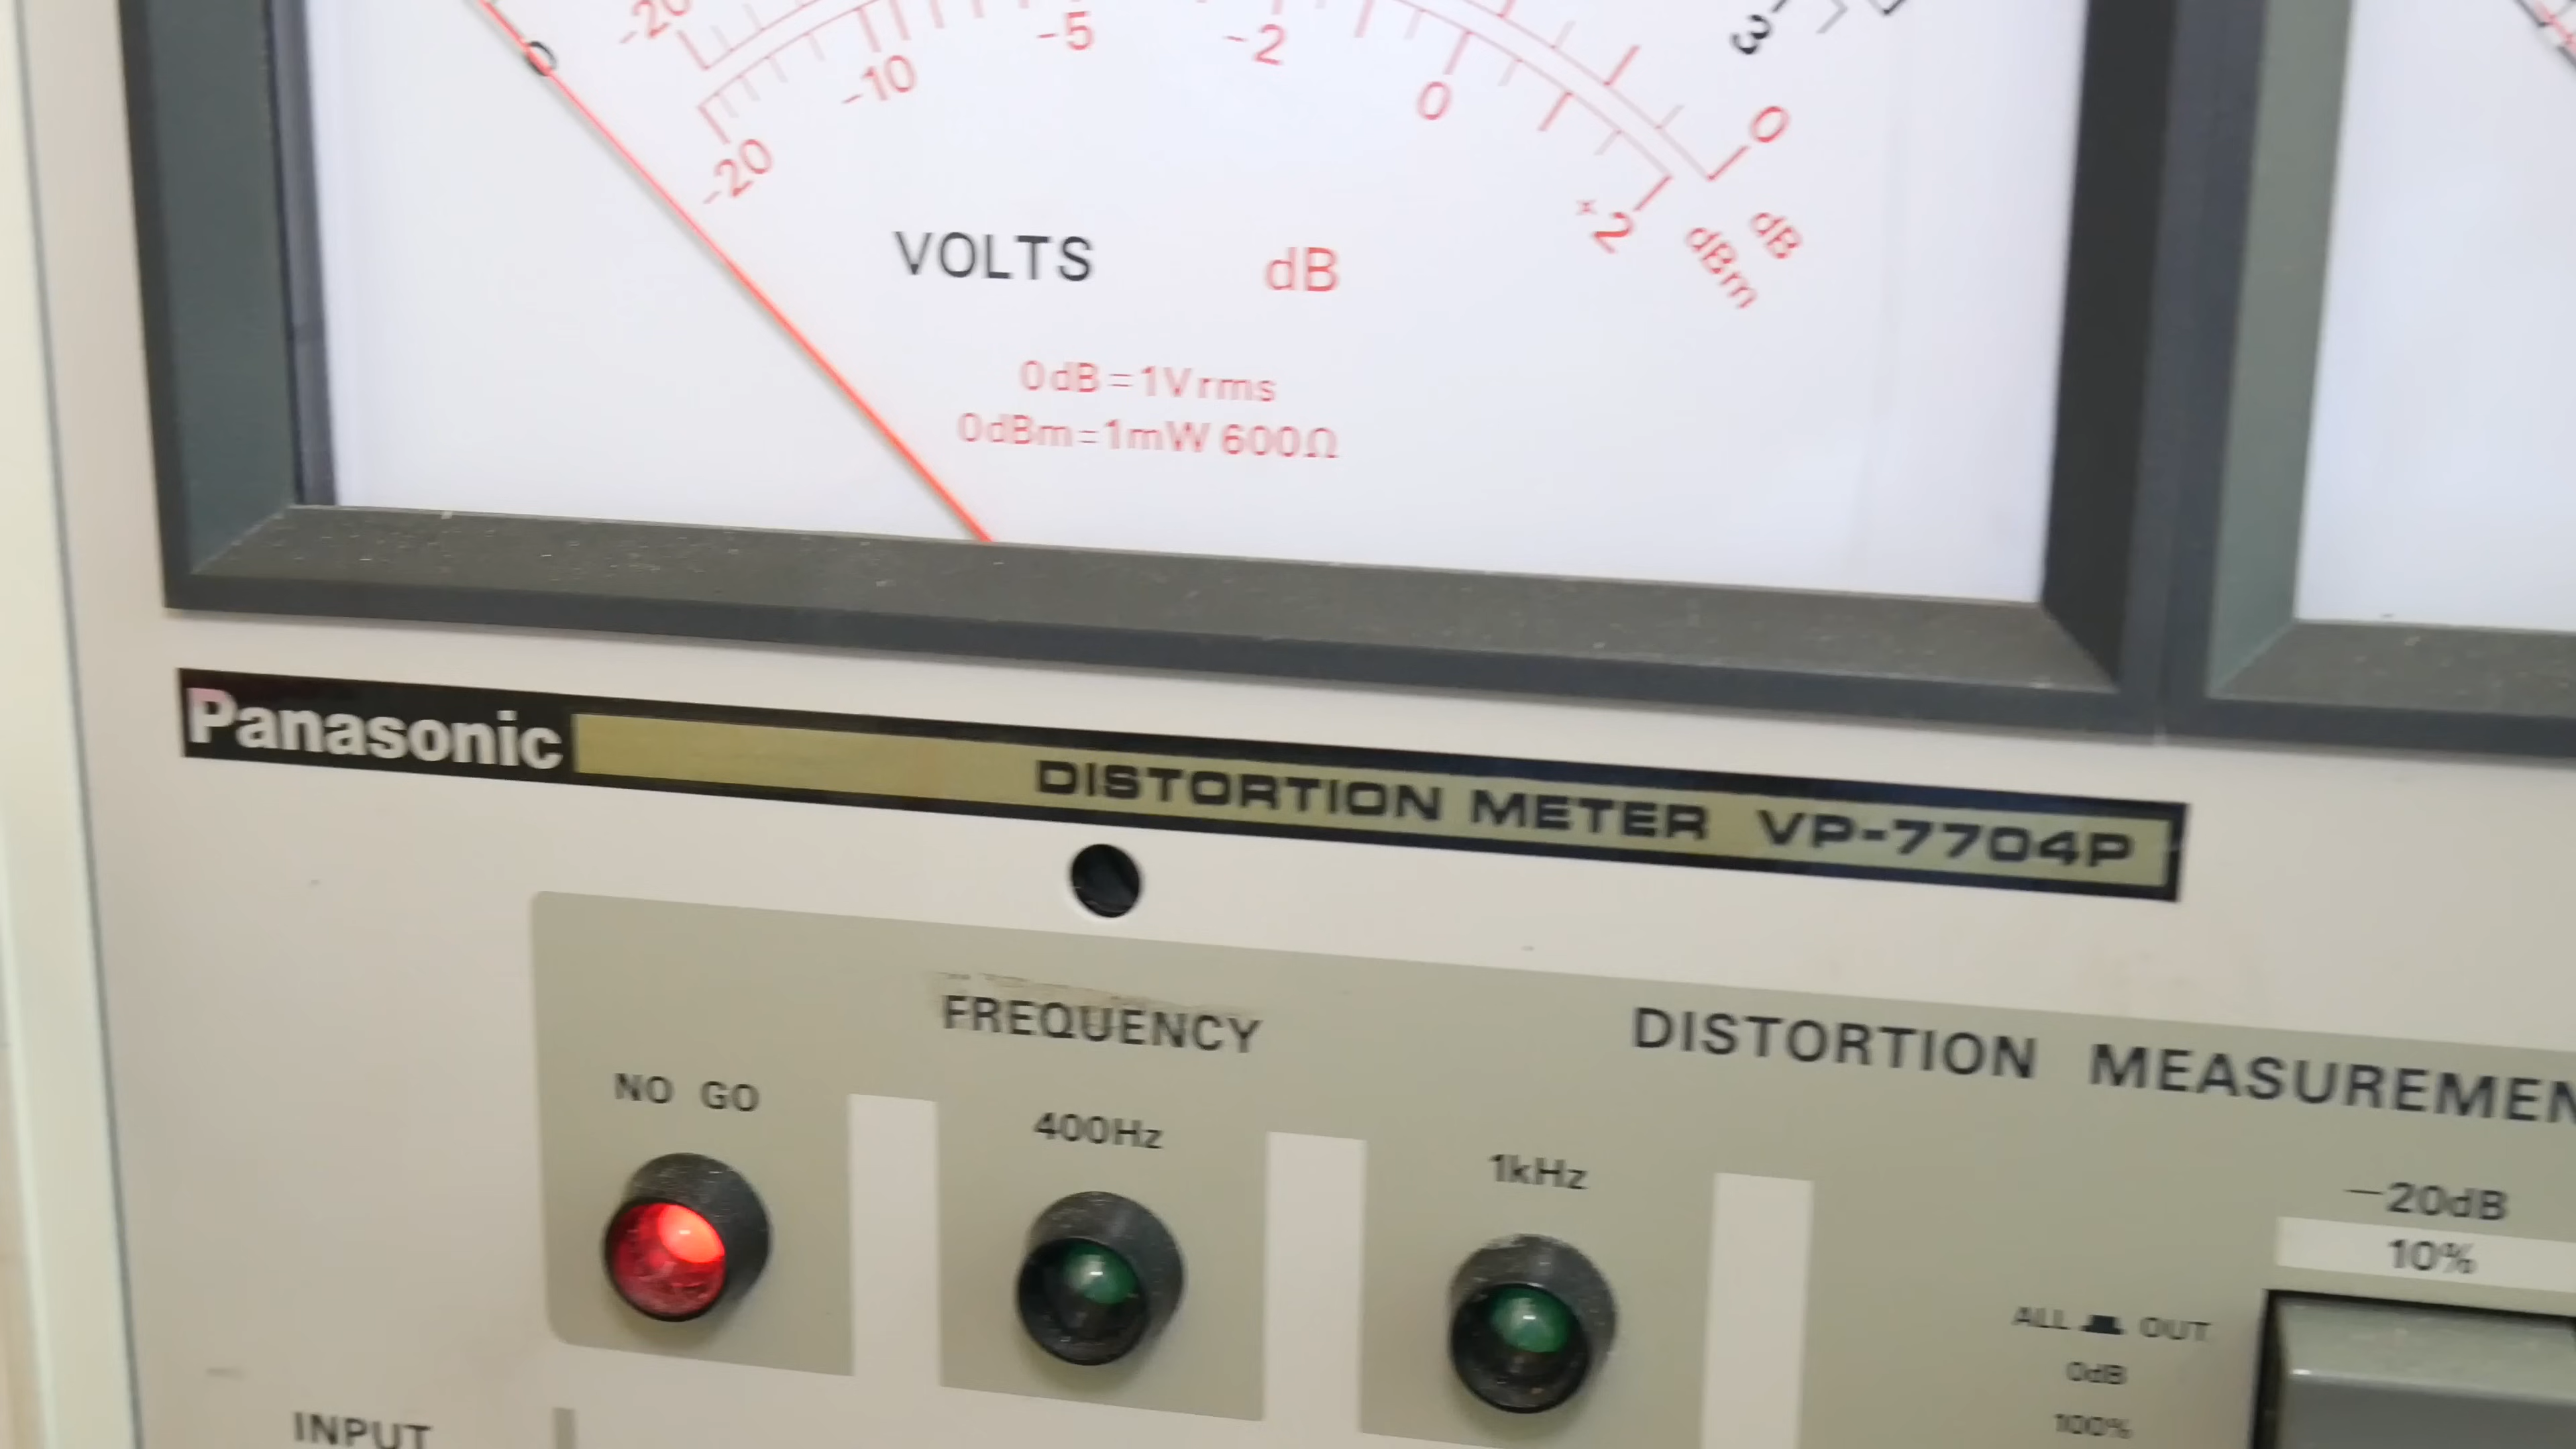 0
-20
3
-20 -10 -5 -2 0 +2
0
dB
dBm
VOLTS dB
0dB=1Vrms
0dBm=1mW 600Ω
Panasonic DISTORTION METER VP-7704P
FREQUENCY
DISTORTION MEASUREMEN
NO GO
400Hz
1kHz
-20dB
10%
ALL OUT
0dB
100%
INPUT